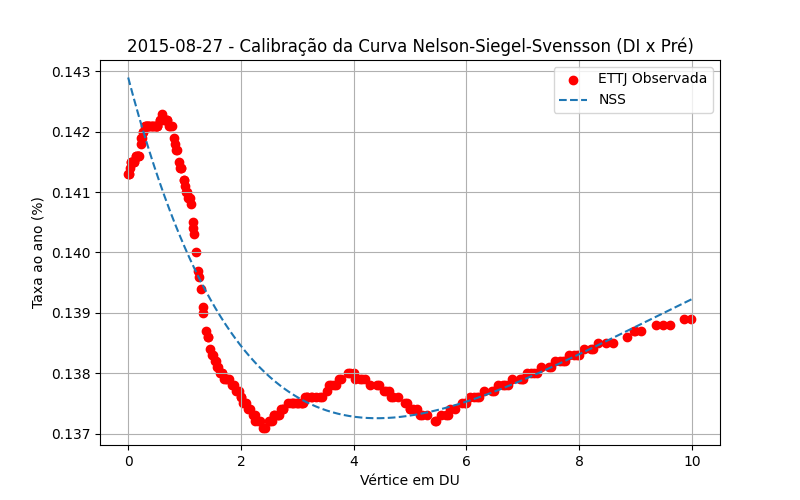 2015-08-27 - Calibração da Curva Nelson-Siegel-Svensson (DI x Pré)
ETTJ Observada
NSS
Taxa ao ano (%)
0.143
0.142
0.141
0.140
0.139
0.138
0.137
0 2 4 6 8 10
Vértice em DU